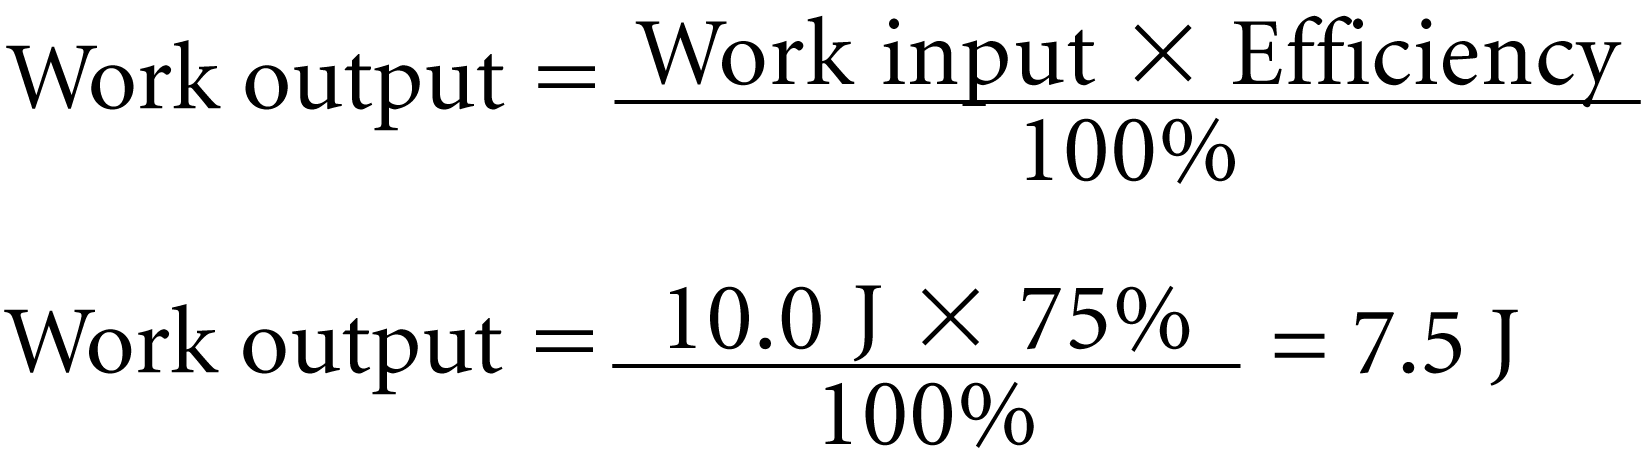 Work output = Work input × Efficiency / 100%
Work output = 10.0 J × 75% / 100% = 7.5 J